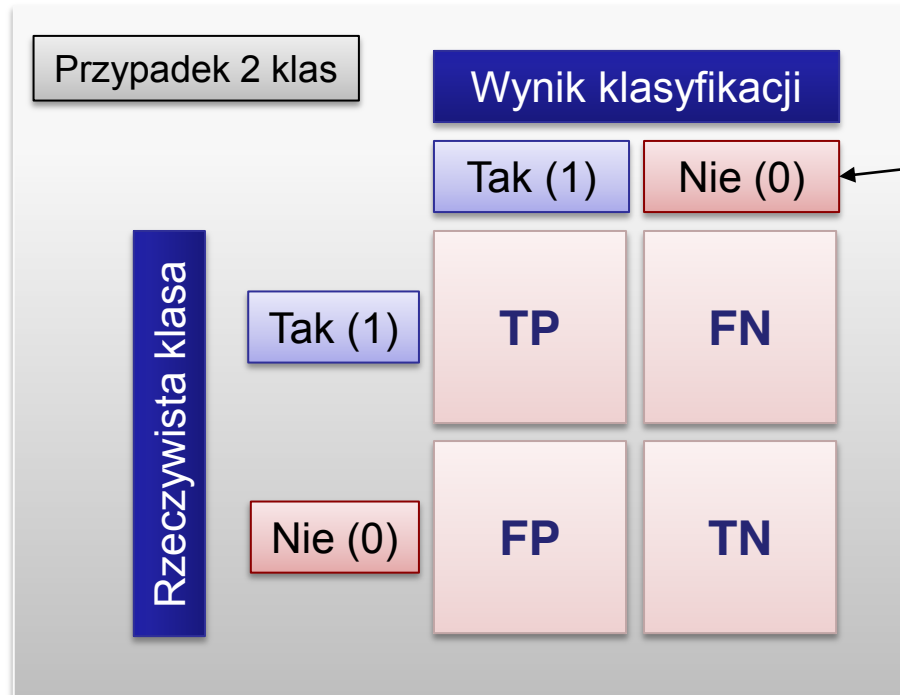 Przypadek 2 klas
Wynik klasyfikacji
Tak (1) Nie (0)
Rzeczywista klasa
Tak (1) TP FN
Nie (0) FP TN